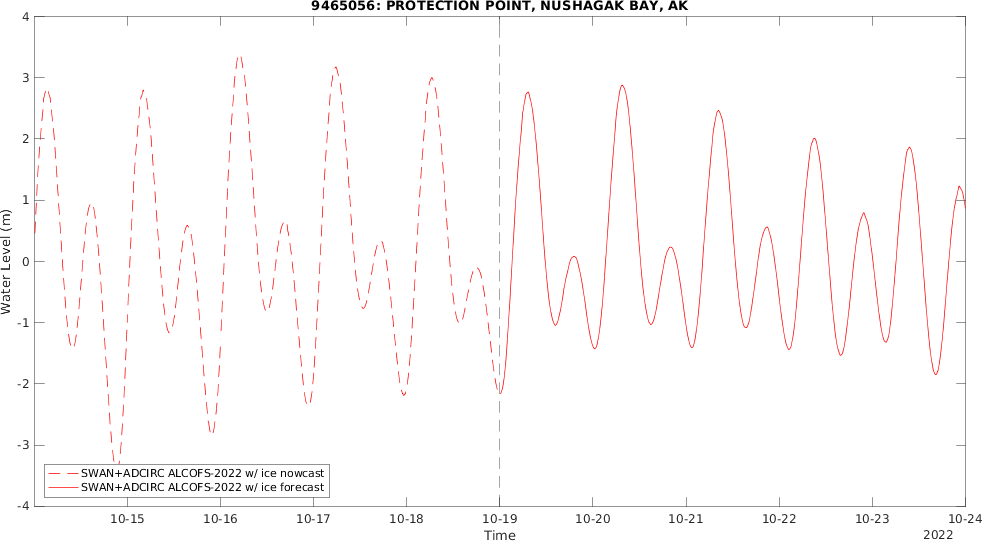 9465056: PROTECTION POINT, NUSHAGAK BAY, AK
4
3
2
1
0
-1
-2
-3
-4
Water Level (m)
SWAN+ADCIRC ALCOFS-2022 w/ ice nowcast
SWAN+ADCIRC ALCOFS-2022 w/ ice forecast
10-15 10-16 10-17 10-18 10-19 10-20 10-21 10-22 10-23 10-24
Time
2022